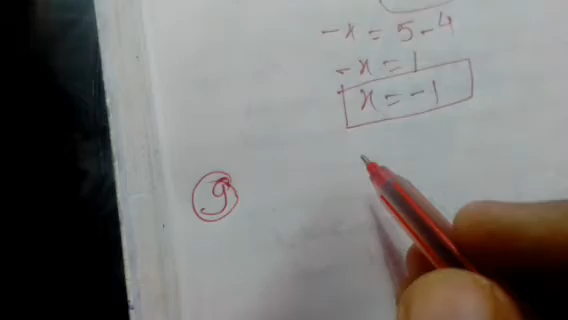 -x = 5-4
-x = 1
x = -1
9